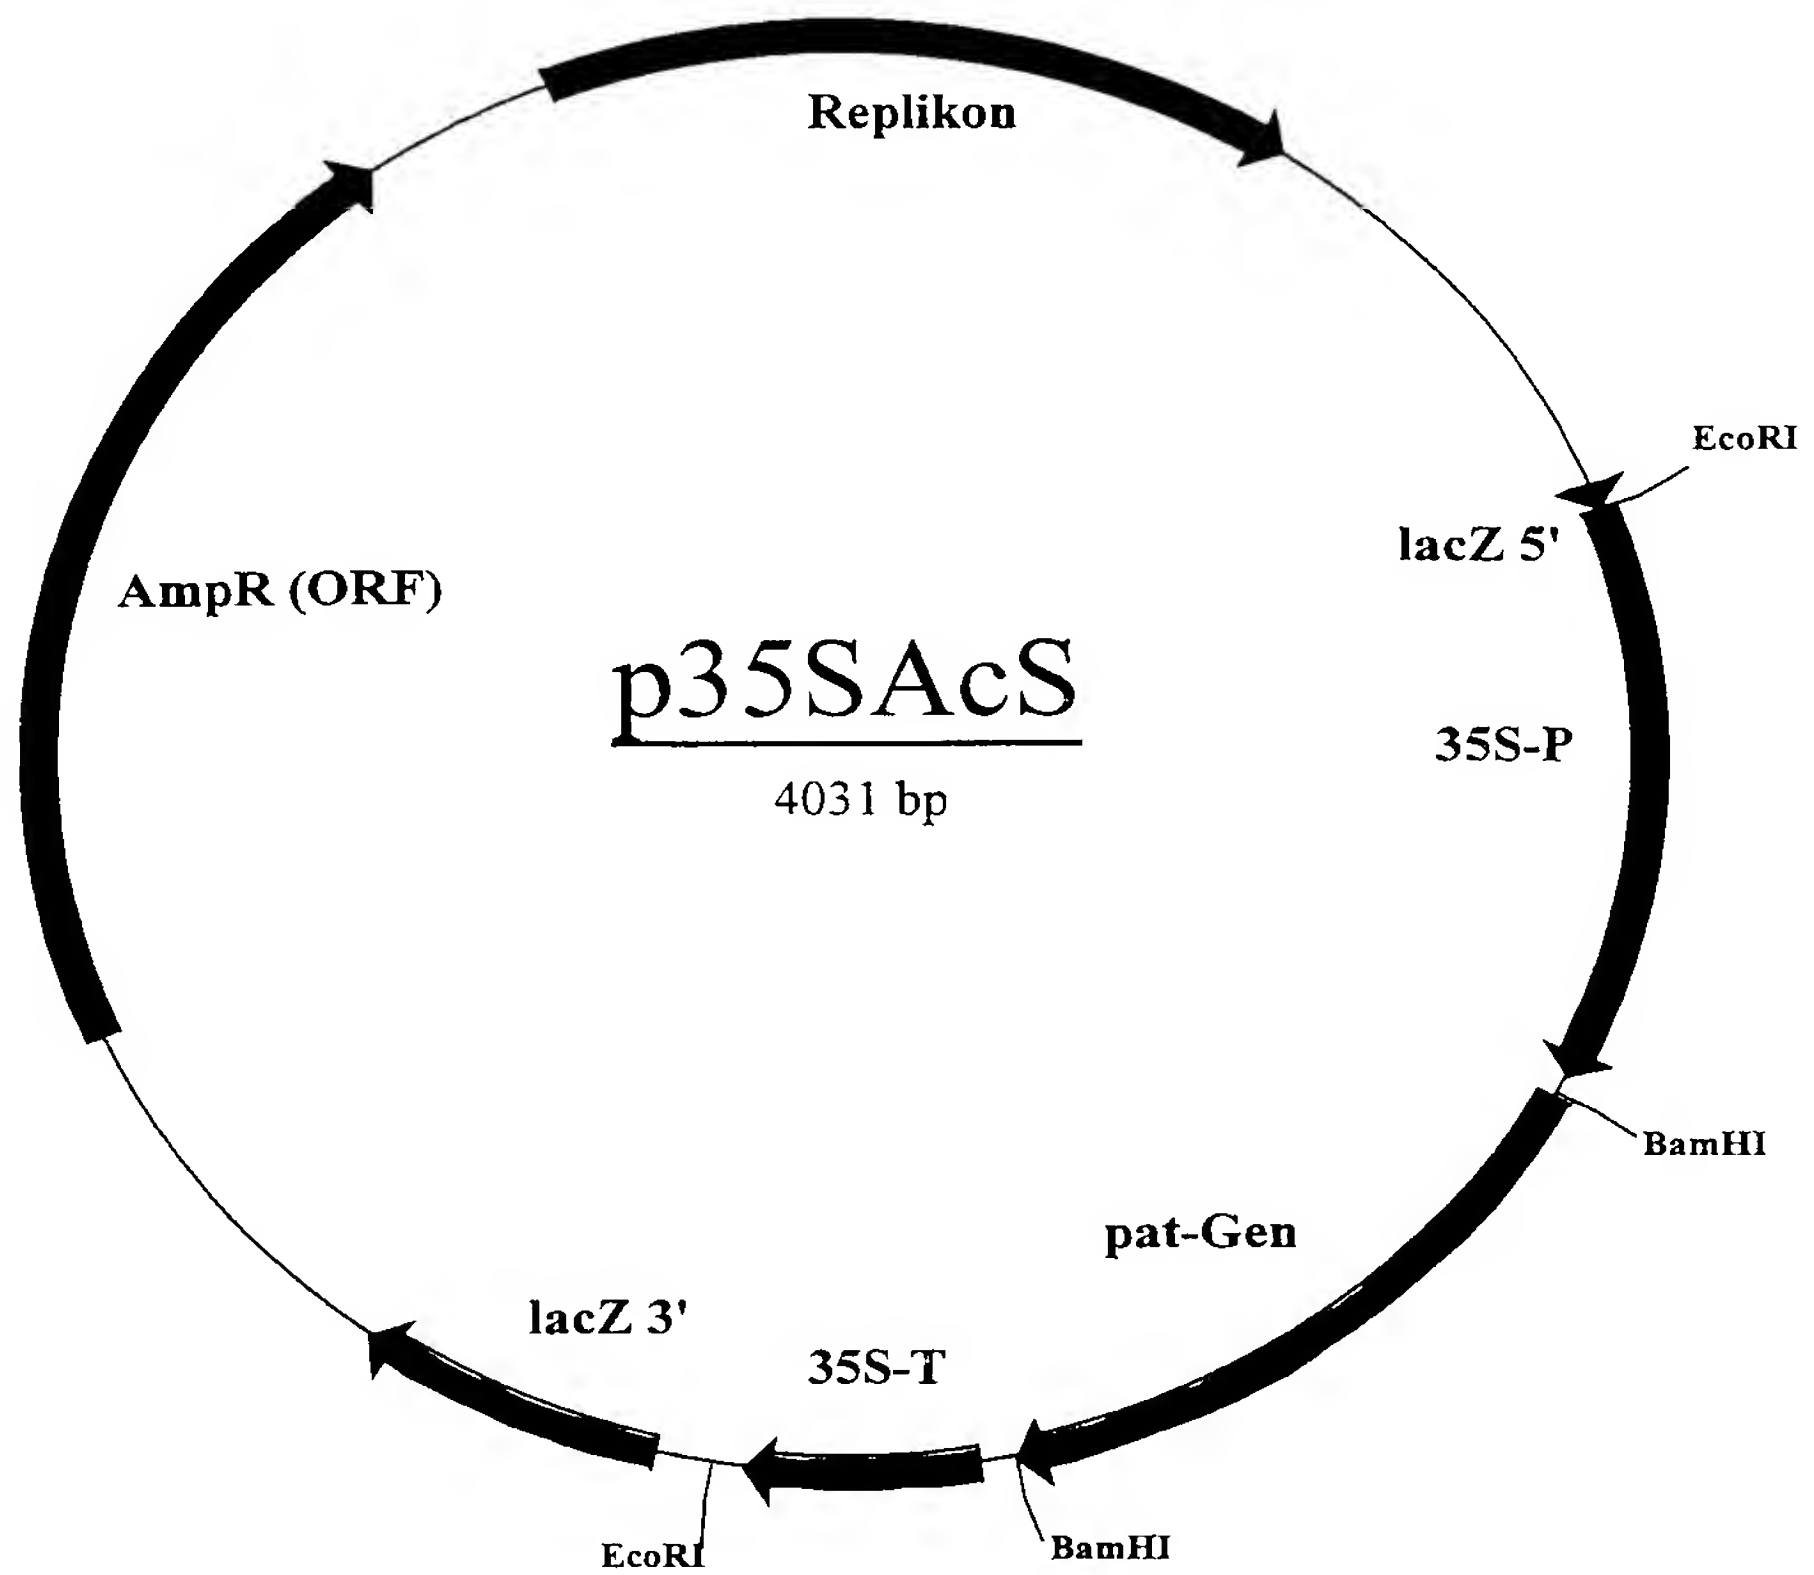 Replikon
EcoRI
lacZ 5'
AmpR (ORF)
p35SAcS
35S-P
4031 bp
BamHI
pat-Gen
lacZ 3'
35S-T
EcoRI
BamHI